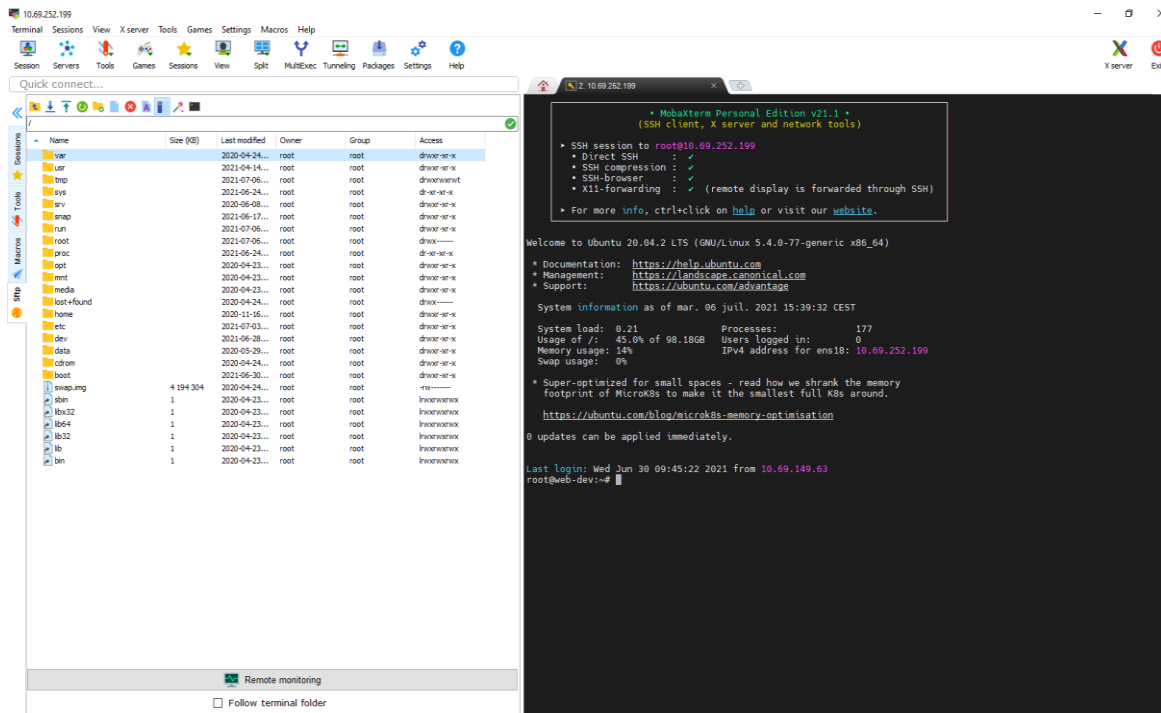 10.69.252.199
Terminal Sessions View X server Tools Games Settings Macros Help
Session Servers Tools Games Sessions View Split MultiExec Tunneling Packages Settings Help X server Exi
Quick connect...
2. 10.69.252.199
/
Name Size (KB) Last modified Owner Group Access
var 2020-04-24... root root drwxr-xr-x
usr 2021-04-14... root root drwxr-xr-x
tmp 2021-07-06... root root drwxrwxrwt
sys 2021-06-24... root root dr-xr-xr-x
srv 2020-06-08... root root drwxr-xr-x
snap 2021-06-17... root root drwxr-xr-x
run 2021-07-06... root root drwxr-xr-x
root 2021-07-06... root root drwx------
proc 2021-06-24... root root dr-xr-xr-x
opt 2020-04-23... root root drwxr-xr-x
mnt 2020-04-23... root root drwxr-xr-x
media 2020-04-23... root root drwxr-xr-x
lost+found 2020-04-24... root root drwx------
home 2020-11-16... root root drwxr-xr-x
etc 2021-07-03... root root drwxr-xr-x
dev 2021-06-28... root root drwxr-xr-x
data 2020-05-29... root root drwxr-xr-x
cdrom 2020-04-24... root root drwxr-xr-x
boot 2021-06-30... root root drwxr-xr-x
swap.img 4 194 304 2020-04-24... root root -rw-------
sbin 1 2020-04-23... root root lrwxrwxrwx
libx32 1 2020-04-23... root root lrwxrwxrwx
lib64 1 2020-04-23... root root lrwxrwxrwx
lib32 1 2020-04-23... root root lrwxrwxrwx
lib 1 2020-04-23... root root lrwxrwxrwx
bin 1 2020-04-23... root root lrwxrwxrwx
Sessions
Tools
Macros
Sftp
Remote monitoring
Follow terminal folder
• MobaXterm Personal Edition v21.1 •
(SSH client, X server and network tools)
➤ SSH session to root@10.69.252.199
• Direct SSH : ✔
• SSH compression : ✔
• SSH-browser : ✔
• X11-forwarding : ✔ (remote display is forwarded through SSH)
➤ For more info, ctrl+click on help or visit our website.
Welcome to Ubuntu 20.04.2 LTS (GNU/Linux 5.4.0-77-generic x86_64)
* Documentation: https://help.ubuntu.com
* Management: https://landscape.canonical.com
* Support: https://ubuntu.com/advantage
System information as of mar. 06 juil. 2021 15:39:32 CEST
System load: 0.21 Processes: 177
Usage of /: 45.0% of 98.18GB Users logged in: 0
Memory usage: 14% IPv4 address for ens18: 10.69.252.199
Swap usage: 0%
* Super-optimized for small spaces - read how we shrank the memory
footprint of MicroK8s to make it the smallest full K8s around.
https://ubuntu.com/blog/microk8s-memory-optimisation
0 updates can be applied immediately.
Last login: Wed Jun 30 09:45:22 2021 from 10.69.149.63
root@web-dev:~#